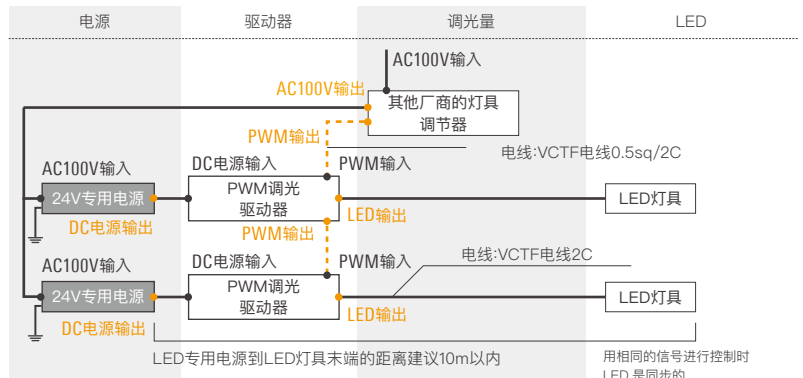 电源
驱动器
调光量
LED
AC100V输入
AC100V输出
其他厂商的灯具
调节器
PWM输出
电线:VCTF电线0.5sq/2C
AC100V输入
DC电源输入
PWM输入
24V专用电源
PWM调光
驱动器
LED灯具
LED输出
DC电源输出
PWM输出
电线:VCTF电线2C
AC100V输入
DC电源输入
PWM输入
24V专用电源
PWM调光
驱动器
LED灯具
LED输出
DC电源输出
LED专用电源到LED灯具末端的距离建议10m以内
用相同的信号进行控制时
LED 是同步的